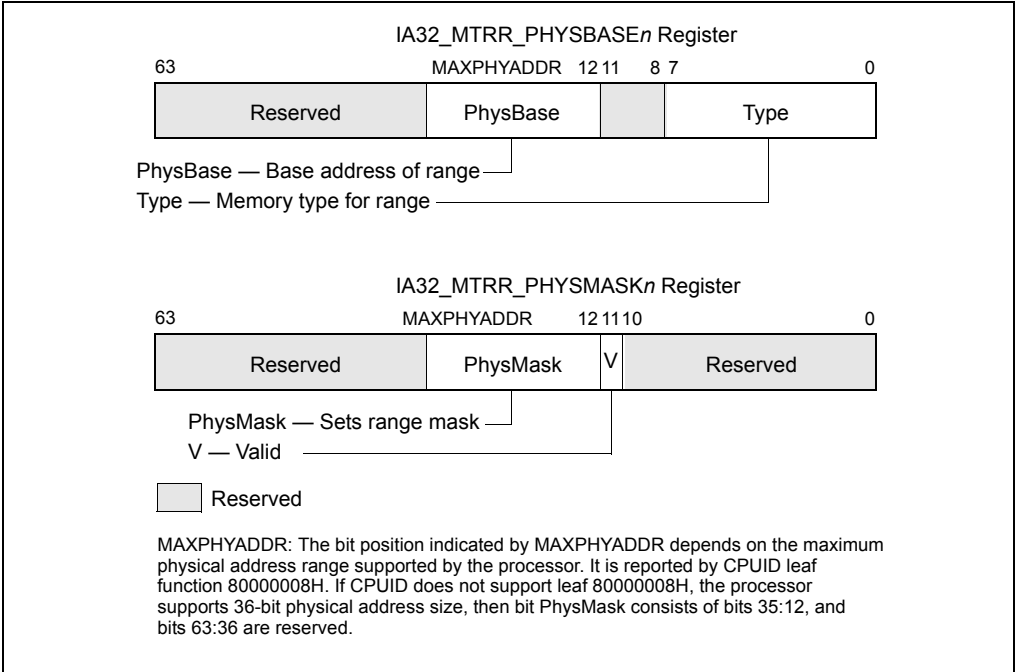 IA32_MTRR_PHYSBASEn Register
63 MAXPHYADDR 12 11 8 7 0
Reserved PhysBase Type
PhysBase — Base address of range
Type — Memory type for range
IA32_MTRR_PHYSMASKn Register
63 MAXPHYADDR 12 11 10 0
Reserved PhysMask V Reserved
PhysMask — Sets range mask
V — Valid
Reserved
MAXPHYADDR: The bit position indicated by MAXPHYADDR depends on the maximum
physical address range supported by the processor. It is reported by CPUID leaf
function 80000008H. If CPUID does not support leaf 80000008H, the processor
supports 36-bit physical address size, then bit PhysMask consists of bits 35:12, and
bits 63:36 are reserved.